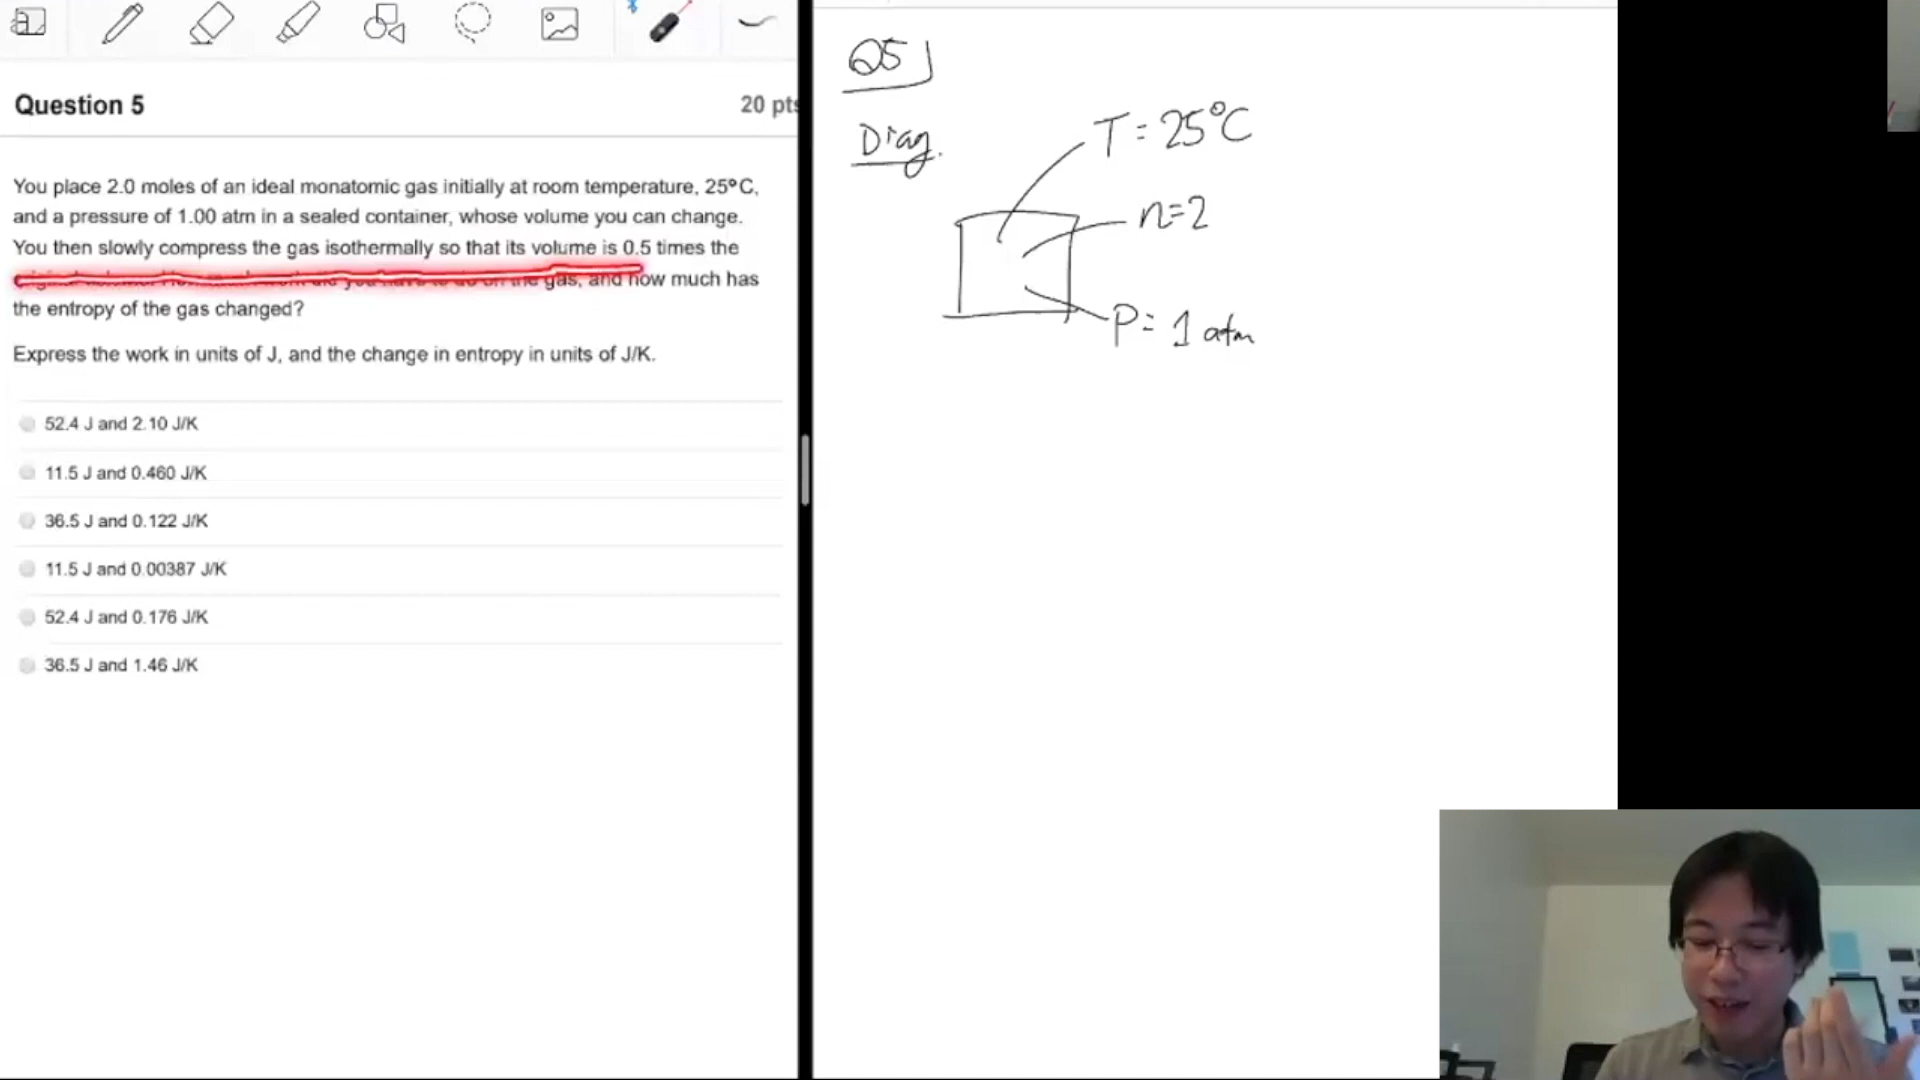 Question 5
20 pts
You place 2.0 moles of an ideal monatomic gas initially at room temperature, 25°C,
and a pressure of 1.00 atm in a sealed container, whose volume you can change.
You then slowly compress the gas isothermally so that its volume is 0.5 times the
gas, and how much has
the entropy of the gas changed?
Express the work in units of J, and the change in entropy in units of J/K.
52.4 J and 2.10 J/K
11.5 J and 0.460 J/K
36.5 J and 0.122 J/K
11.5 J and 0.00387 J/K
52.4 J and 0.176 J/K
36.5 J and 1.46 J/K
Q5
Diag.
T = 25°C
n=2
P= 1 atm